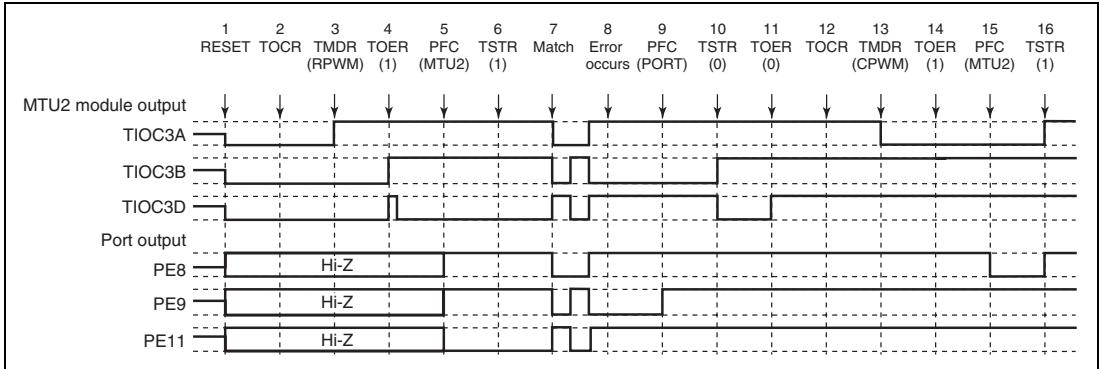 1 2 3 4 5 6 7 8 9 10 11 12 13 14 15 16
RESET TOCR TMDR TOER PFC TSTR Match Error PFC TSTR TOER TOCR TMDR TOER PFC TSTR
(RPWM) (1) (MTU2) (1) occurs (PORT) (0) (0) (CPWM) (1) (MTU2) (1)
MTU2 module output
TIOC3A
TIOC3B
TIOC3D
Port output
PE8 Hi-Z
PE9 Hi-Z
PE11 Hi-Z